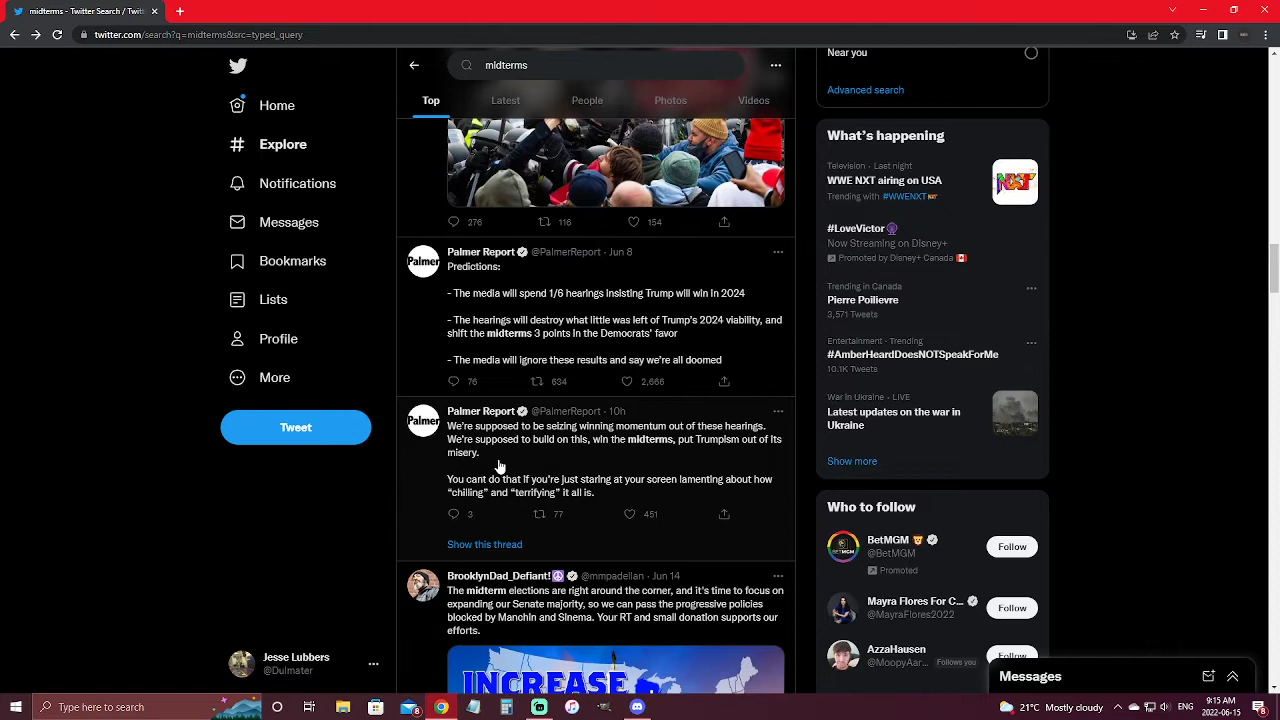 midterms - Twitter Search / Twit
twitter.com/search?q=midterms&src=typed_query
Home
Explore
Notifications
Messages
Bookmarks
Lists
Profile
More
Tweet
Jesse Lubbers
@Dulmater
midterms
Top
Latest
People
Photos
Videos
276
116
154
Palmer
Palmer Report @PalmerReport · Jun 8
Predictions:
- The media will spend 1/6 hearings insisting Trump will win in 2024
- The hearings will destroy what little was left of Trump's 2024 viability, and
shift the midterms 3 points in the Democrats' favor
- The media will ignore these results and say we're all doomed
76
634
2,666
Palmer
Palmer Report @PalmerReport · 10h
We're supposed to be seizing winning momentum out of these hearings.
We're supposed to build on this, win the midterms, put Trumpism out of its
misery.
You cant do that if you're just staring at your screen lamenting about how
"chilling" and "terrifying" it all is.
3
77
451
Show this thread
BrooklynDad_Defiant! @mmpadellan · Jun 14
The midterm elections are right around the corner, and it's time to focus on
expanding our Senate majority, so we can pass the progressive policies
blocked by Manchin and Sinema. Your RT and small donation supports our
efforts.
INCREASE
Near you
Advanced search
What's happening
Television · Last night
WWE NXT airing on USA
Trending with #WWENXT
#LoveVictor
Now Streaming on Disney+
Promoted by Disney+ Canada
Trending in Canada
Pierre Poilievre
3,571 Tweets
Entertainment · Trending
#AmberHeardDoesNOTSpeakForMe
10.1K Tweets
War in Ukraine · LIVE
Latest updates on the war in
Ukraine
Show more
Who to follow
BETMGM
BetMGM
@BetMGM
Promoted
Follow
Mayra Flores For C...
@MayraFlores2022
Follow
AzzaHausen
@MoopyAar... Follows you
Follow
Messages
Type here to search
8
21°C Mostly cloudy
ENG
9:15 AM
2022-06-15